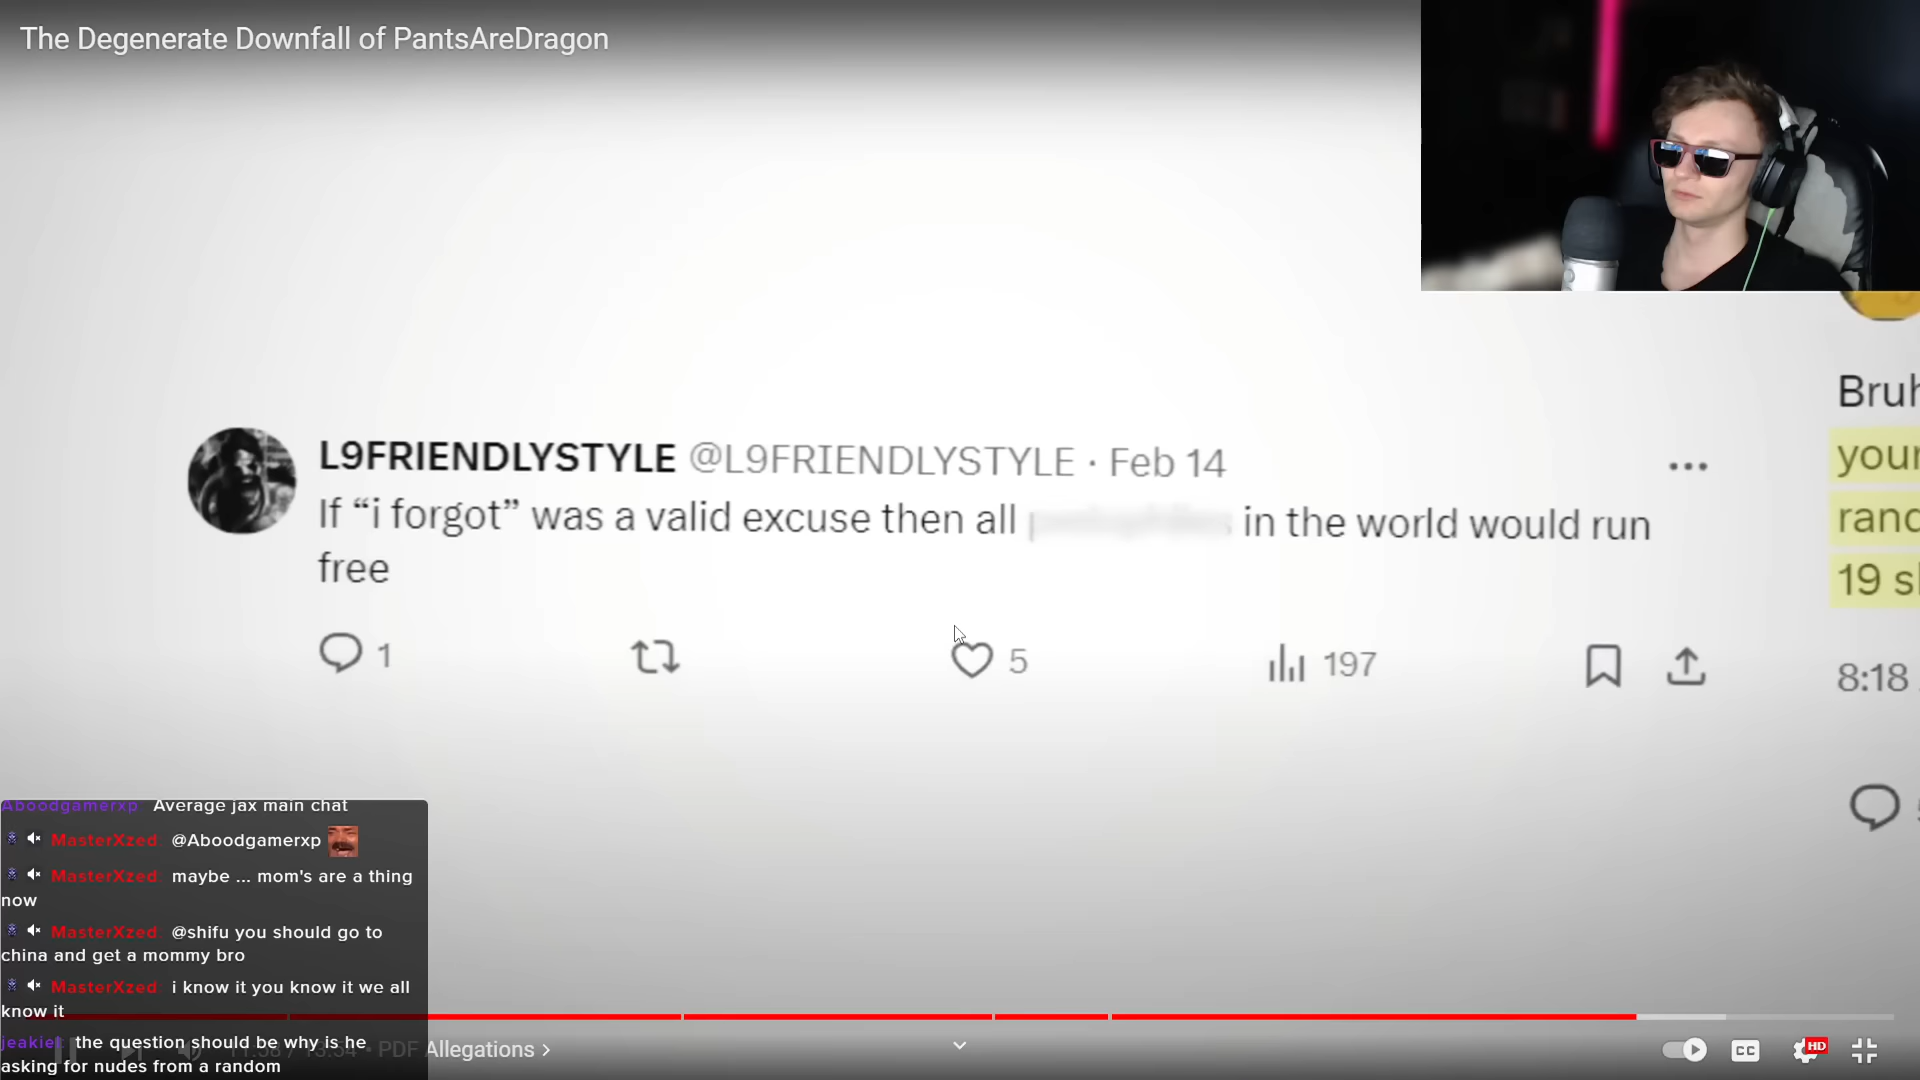 The Degenerate Downfall of PantsAreDragon
L9FRIENDLYSTYLE @L9FRIENDLYSTYLE · Feb 14
If “i forgot” was a valid excuse then all in the world would run
free
1 5 197
Bruh
your
rand
19 s
8:18
Aboodgamerxp Average jax main chat
MasterXzed: @Aboodgamerxp
MasterXzed: maybe ... mom's are a thing
now
MasterXzed: @shifu you should go to
china and get a mommy bro
MasterXzed: i know it you know it we all
know it
jeakiel: the question should be why is he
asking for nudes from a random
PDF Allegations
CC
HD